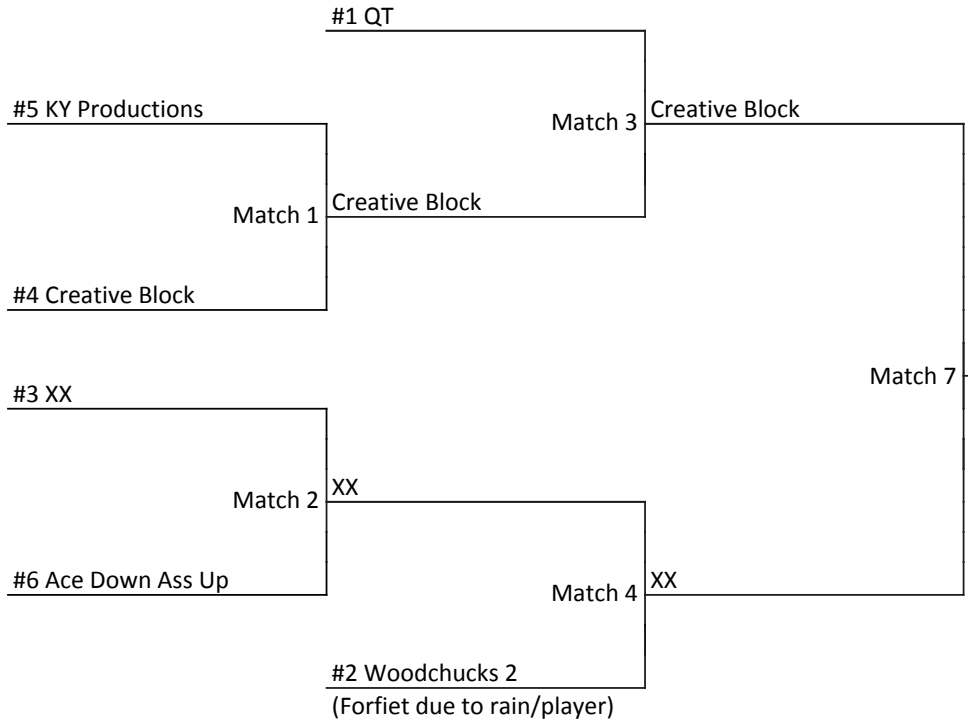 #1 QT
#5 KY Productions
Match 3
Creative Block
Match 1
Creative Block
#4 Creative Block
#3 XX
Match 7
Match 2
XX
#6 Ace Down Ass Up
Match 4
XX
#2 Woodchucks 2
(Forfiet due to rain/player)